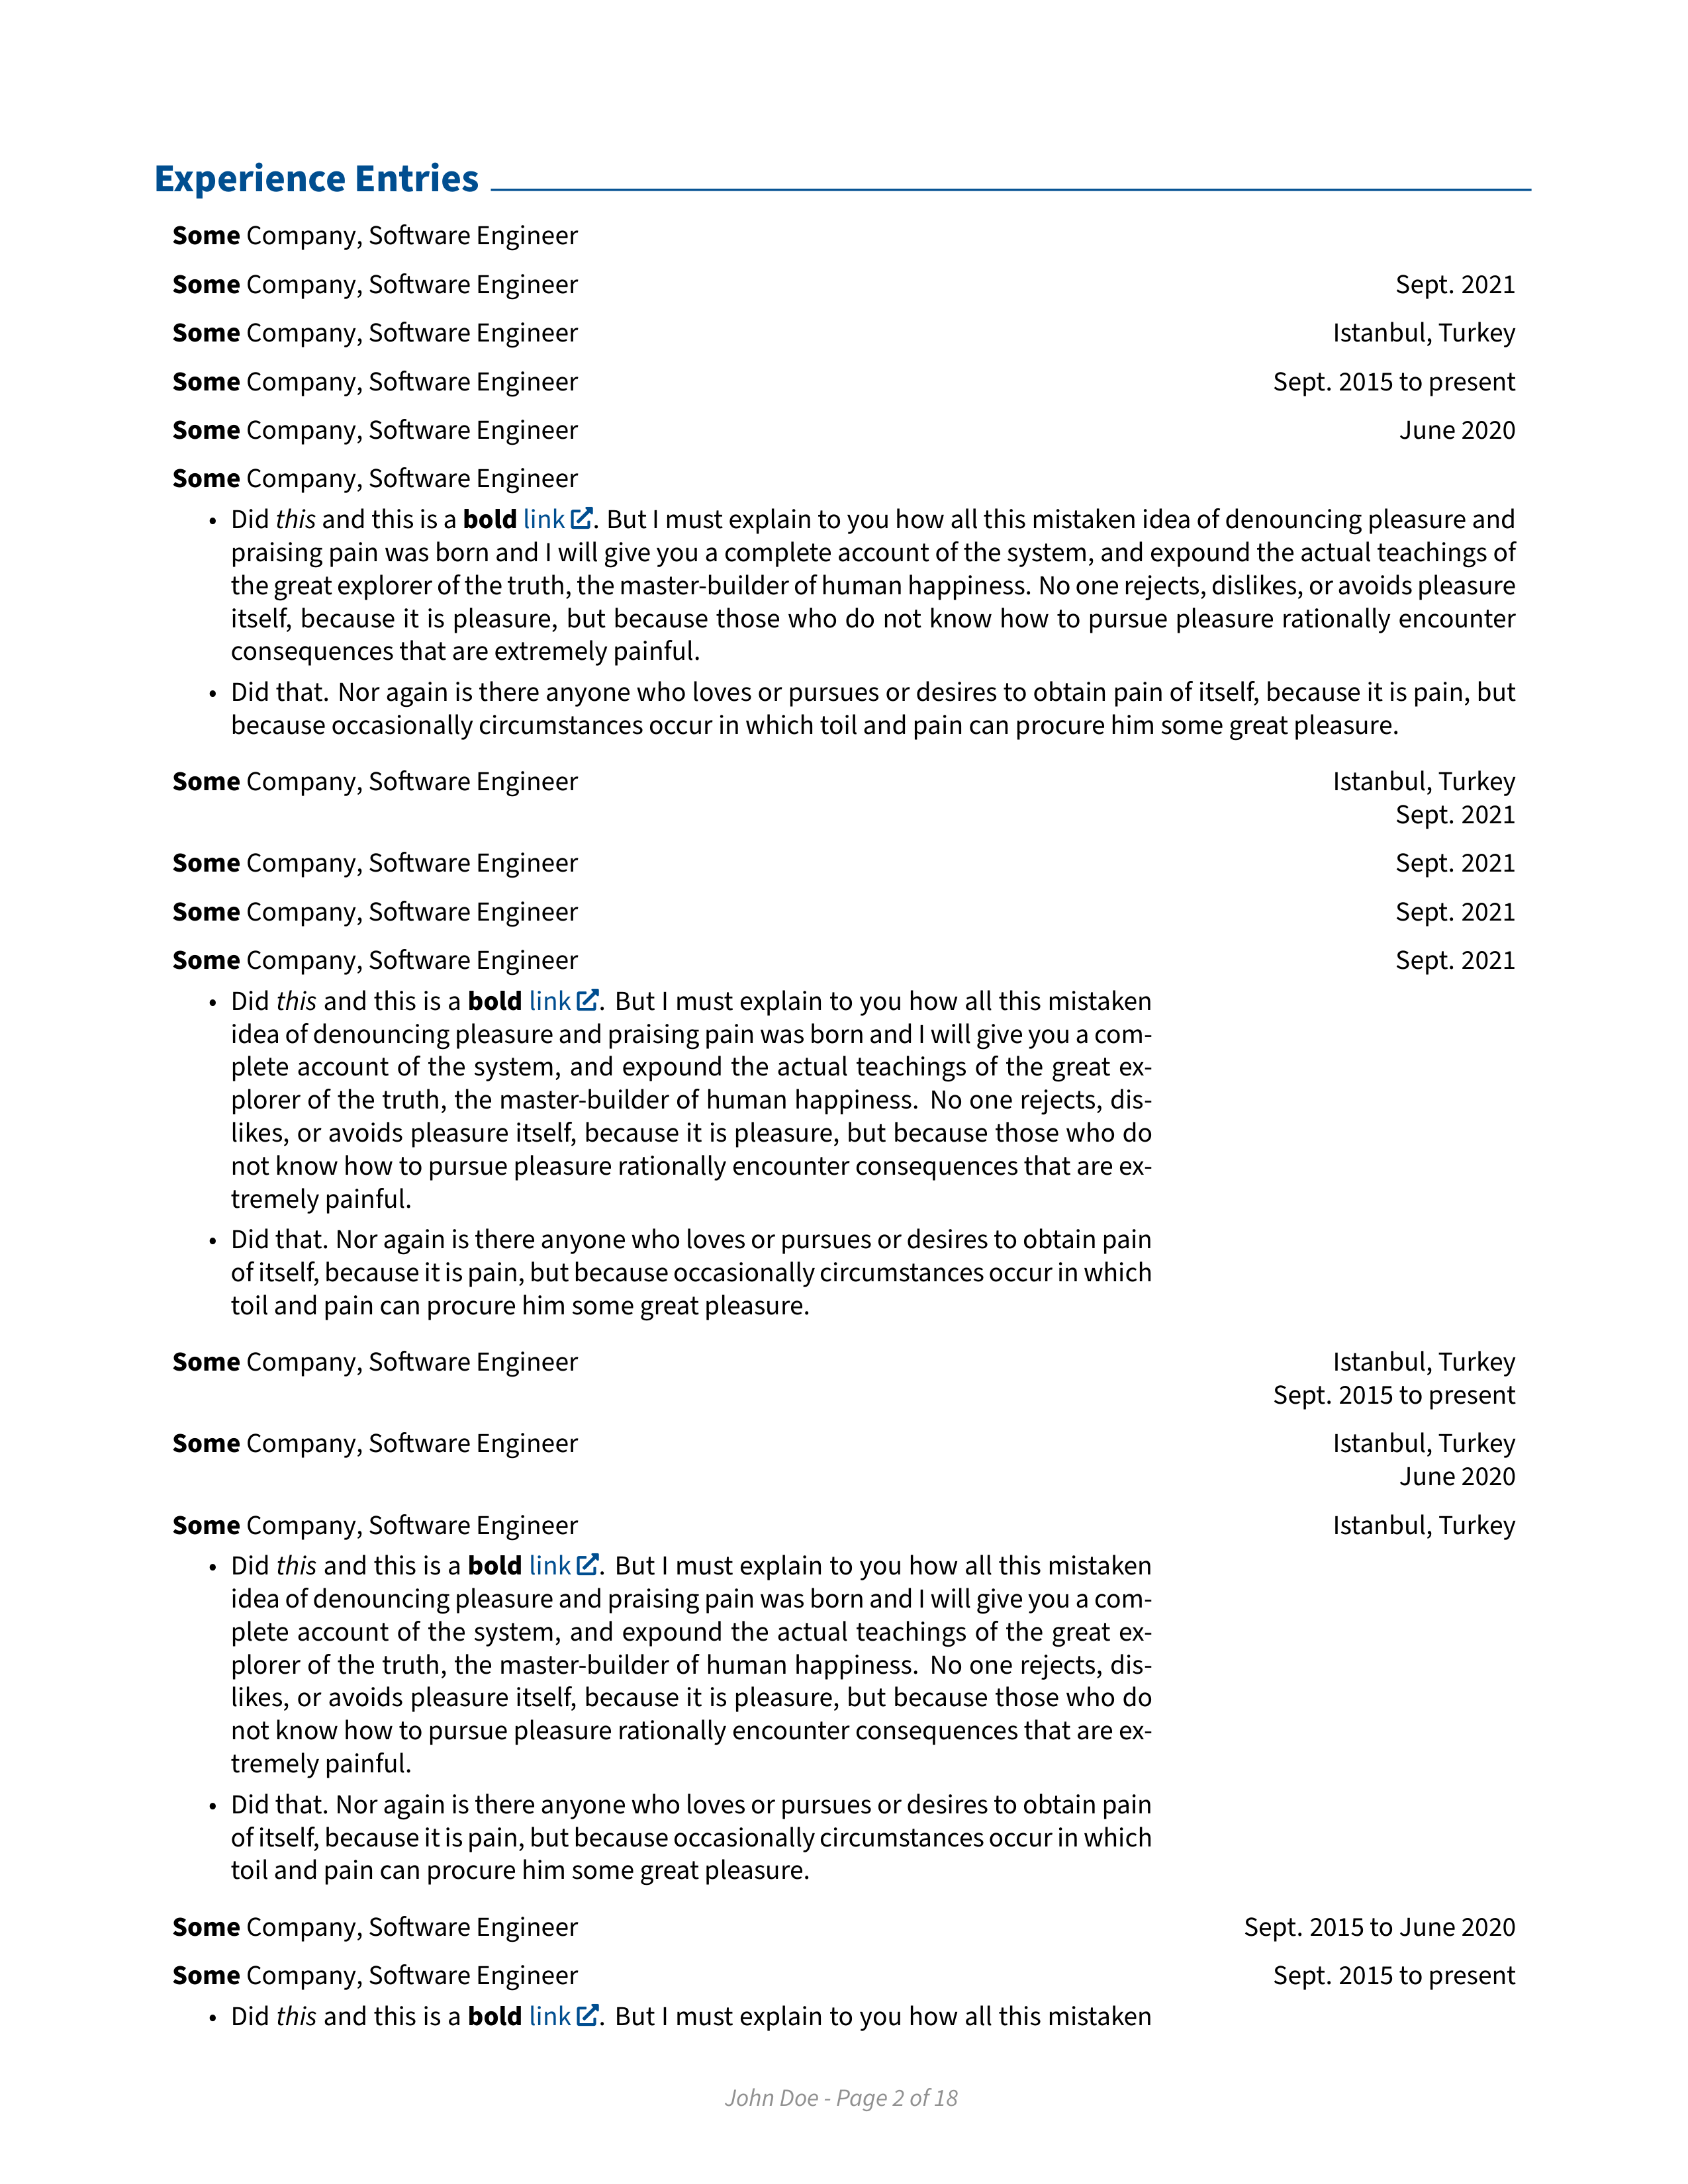 Experience Entries
Some Company, Software Engineer
Some Company, Software Engineer Sept. 2021
Some Company, Software Engineer Istanbul, Turkey
Some Company, Software Engineer Sept. 2015 to present
Some Company, Software Engineer June 2020
Some Company, Software Engineer
• Did this and this is a bold link. But I must explain to you how all this mistaken idea of denouncing pleasure and
praising pain was born and I will give you a complete account of the system, and expound the actual teachings of
the great explorer of the truth, the master-builder of human happiness. No one rejects, dislikes, or avoids pleasure
itself, because it is pleasure, but because those who do not know how to pursue pleasure rationally encounter
consequences that are extremely painful.
• Did that. Nor again is there anyone who loves or pursues or desires to obtain pain of itself, because it is pain, but
because occasionally circumstances occur in which toil and pain can procure him some great pleasure.
Some Company, Software Engineer Istanbul, Turkey
Sept. 2021
Some Company, Software Engineer Sept. 2021
Some Company, Software Engineer Sept. 2021
Some Company, Software Engineer Sept. 2021
• Did this and this is a bold link. But I must explain to you how all this mistaken
idea of denouncing pleasure and praising pain was born and I will give you a com-
plete account of the system, and expound the actual teachings of the great ex-
plorer of the truth, the master-builder of human happiness. No one rejects, dis-
likes, or avoids pleasure itself, because it is pleasure, but because those who do
not know how to pursue pleasure rationally encounter consequences that are ex-
tremely painful.
• Did that. Nor again is there anyone who loves or pursues or desires to obtain pain
of itself, because it is pain, but because occasionally circumstances occur in which
toil and pain can procure him some great pleasure.
Some Company, Software Engineer Istanbul, Turkey
Sept. 2015 to present
Some Company, Software Engineer Istanbul, Turkey
June 2020
Some Company, Software Engineer Istanbul, Turkey
• Did this and this is a bold link. But I must explain to you how all this mistaken
idea of denouncing pleasure and praising pain was born and I will give you a com-
plete account of the system, and expound the actual teachings of the great ex-
plorer of the truth, the master-builder of human happiness. No one rejects, dis-
likes, or avoids pleasure itself, because it is pleasure, but because those who do
not know how to pursue pleasure rationally encounter consequences that are ex-
tremely painful.
• Did that. Nor again is there anyone who loves or pursues or desires to obtain pain
of itself, because it is pain, but because occasionally circumstances occur in which
toil and pain can procure him some great pleasure.
Some Company, Software Engineer Sept. 2015 to June 2020
Some Company, Software Engineer Sept. 2015 to present
• Did this and this is a bold link. But I must explain to you how all this mistaken
John Doe - Page 2 of 18